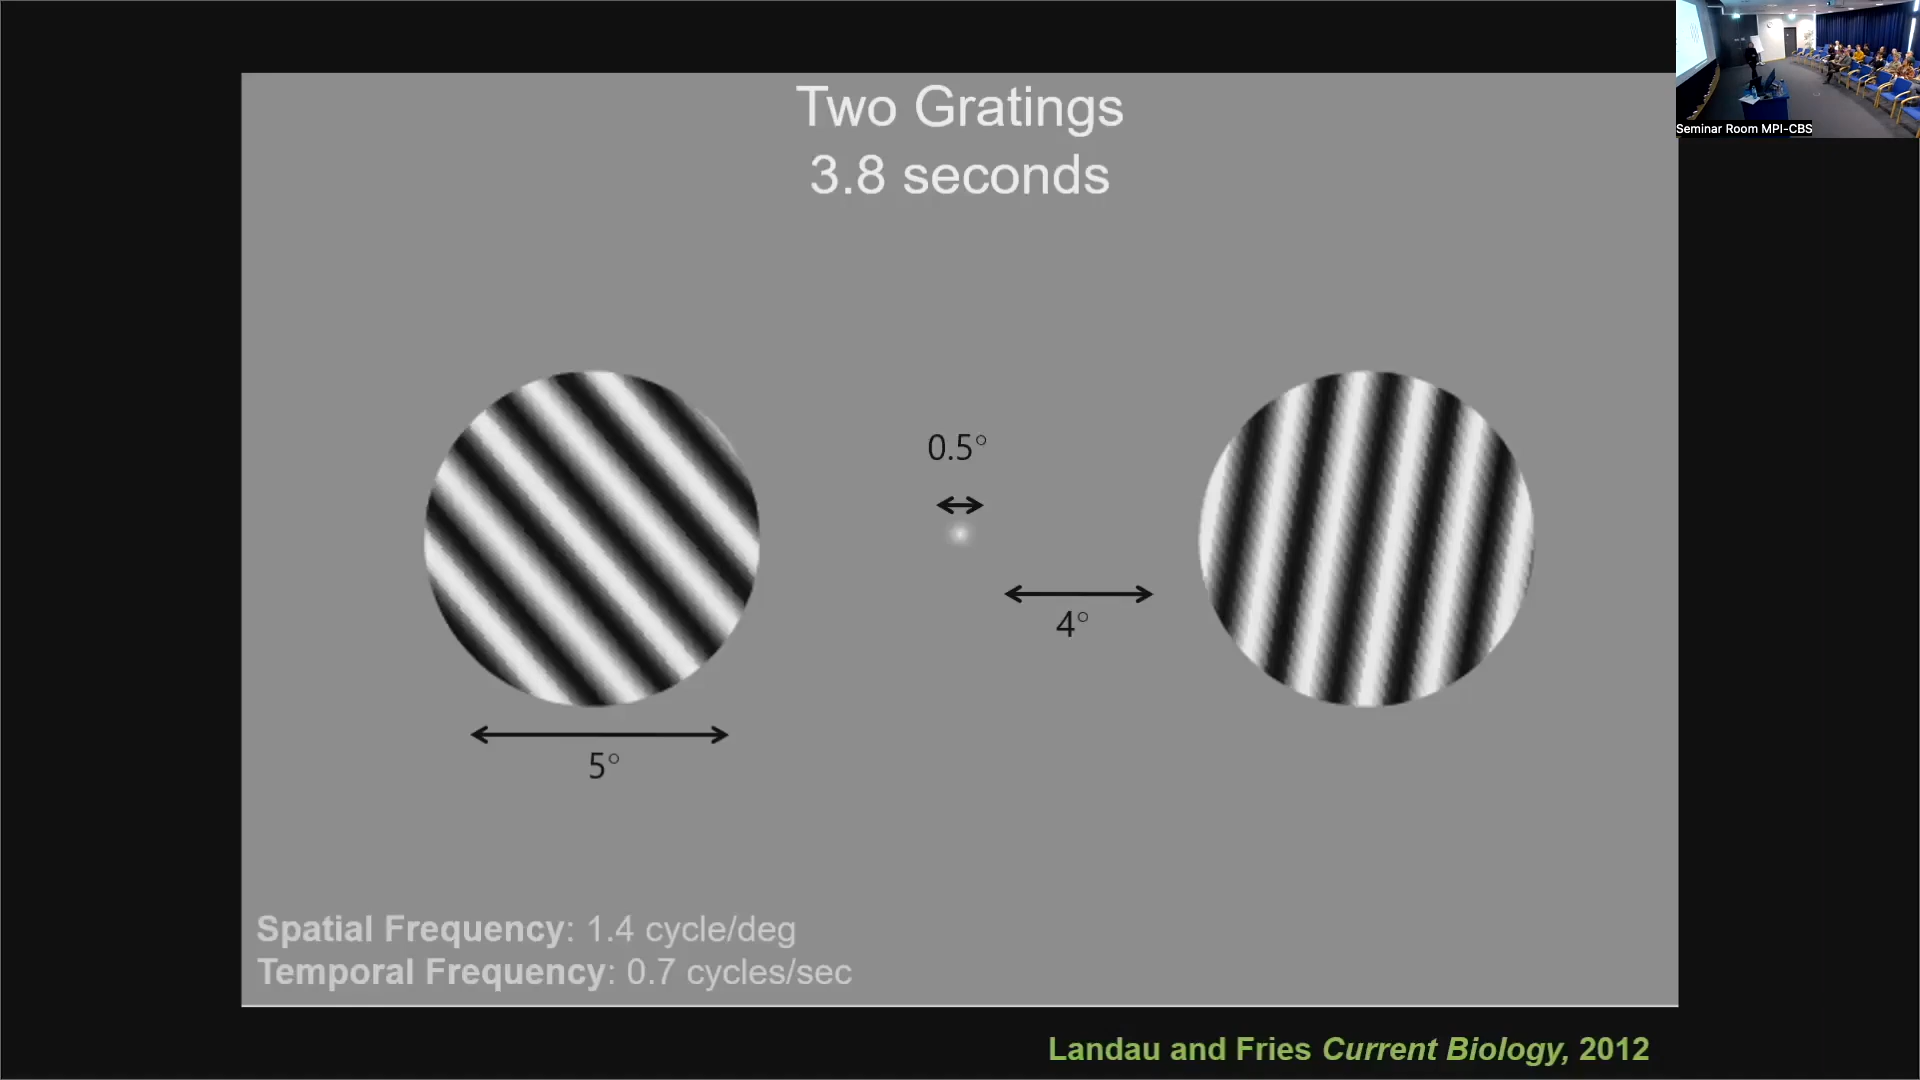 Two Gratings
3.8 seconds
Seminar Room MPI-CBS
0.5°
4°
5°
Spatial Frequency: 1.4 cycle/deg
Temporal Frequency: 0.7 cycles/sec
Landau and Fries Current Biology, 2012